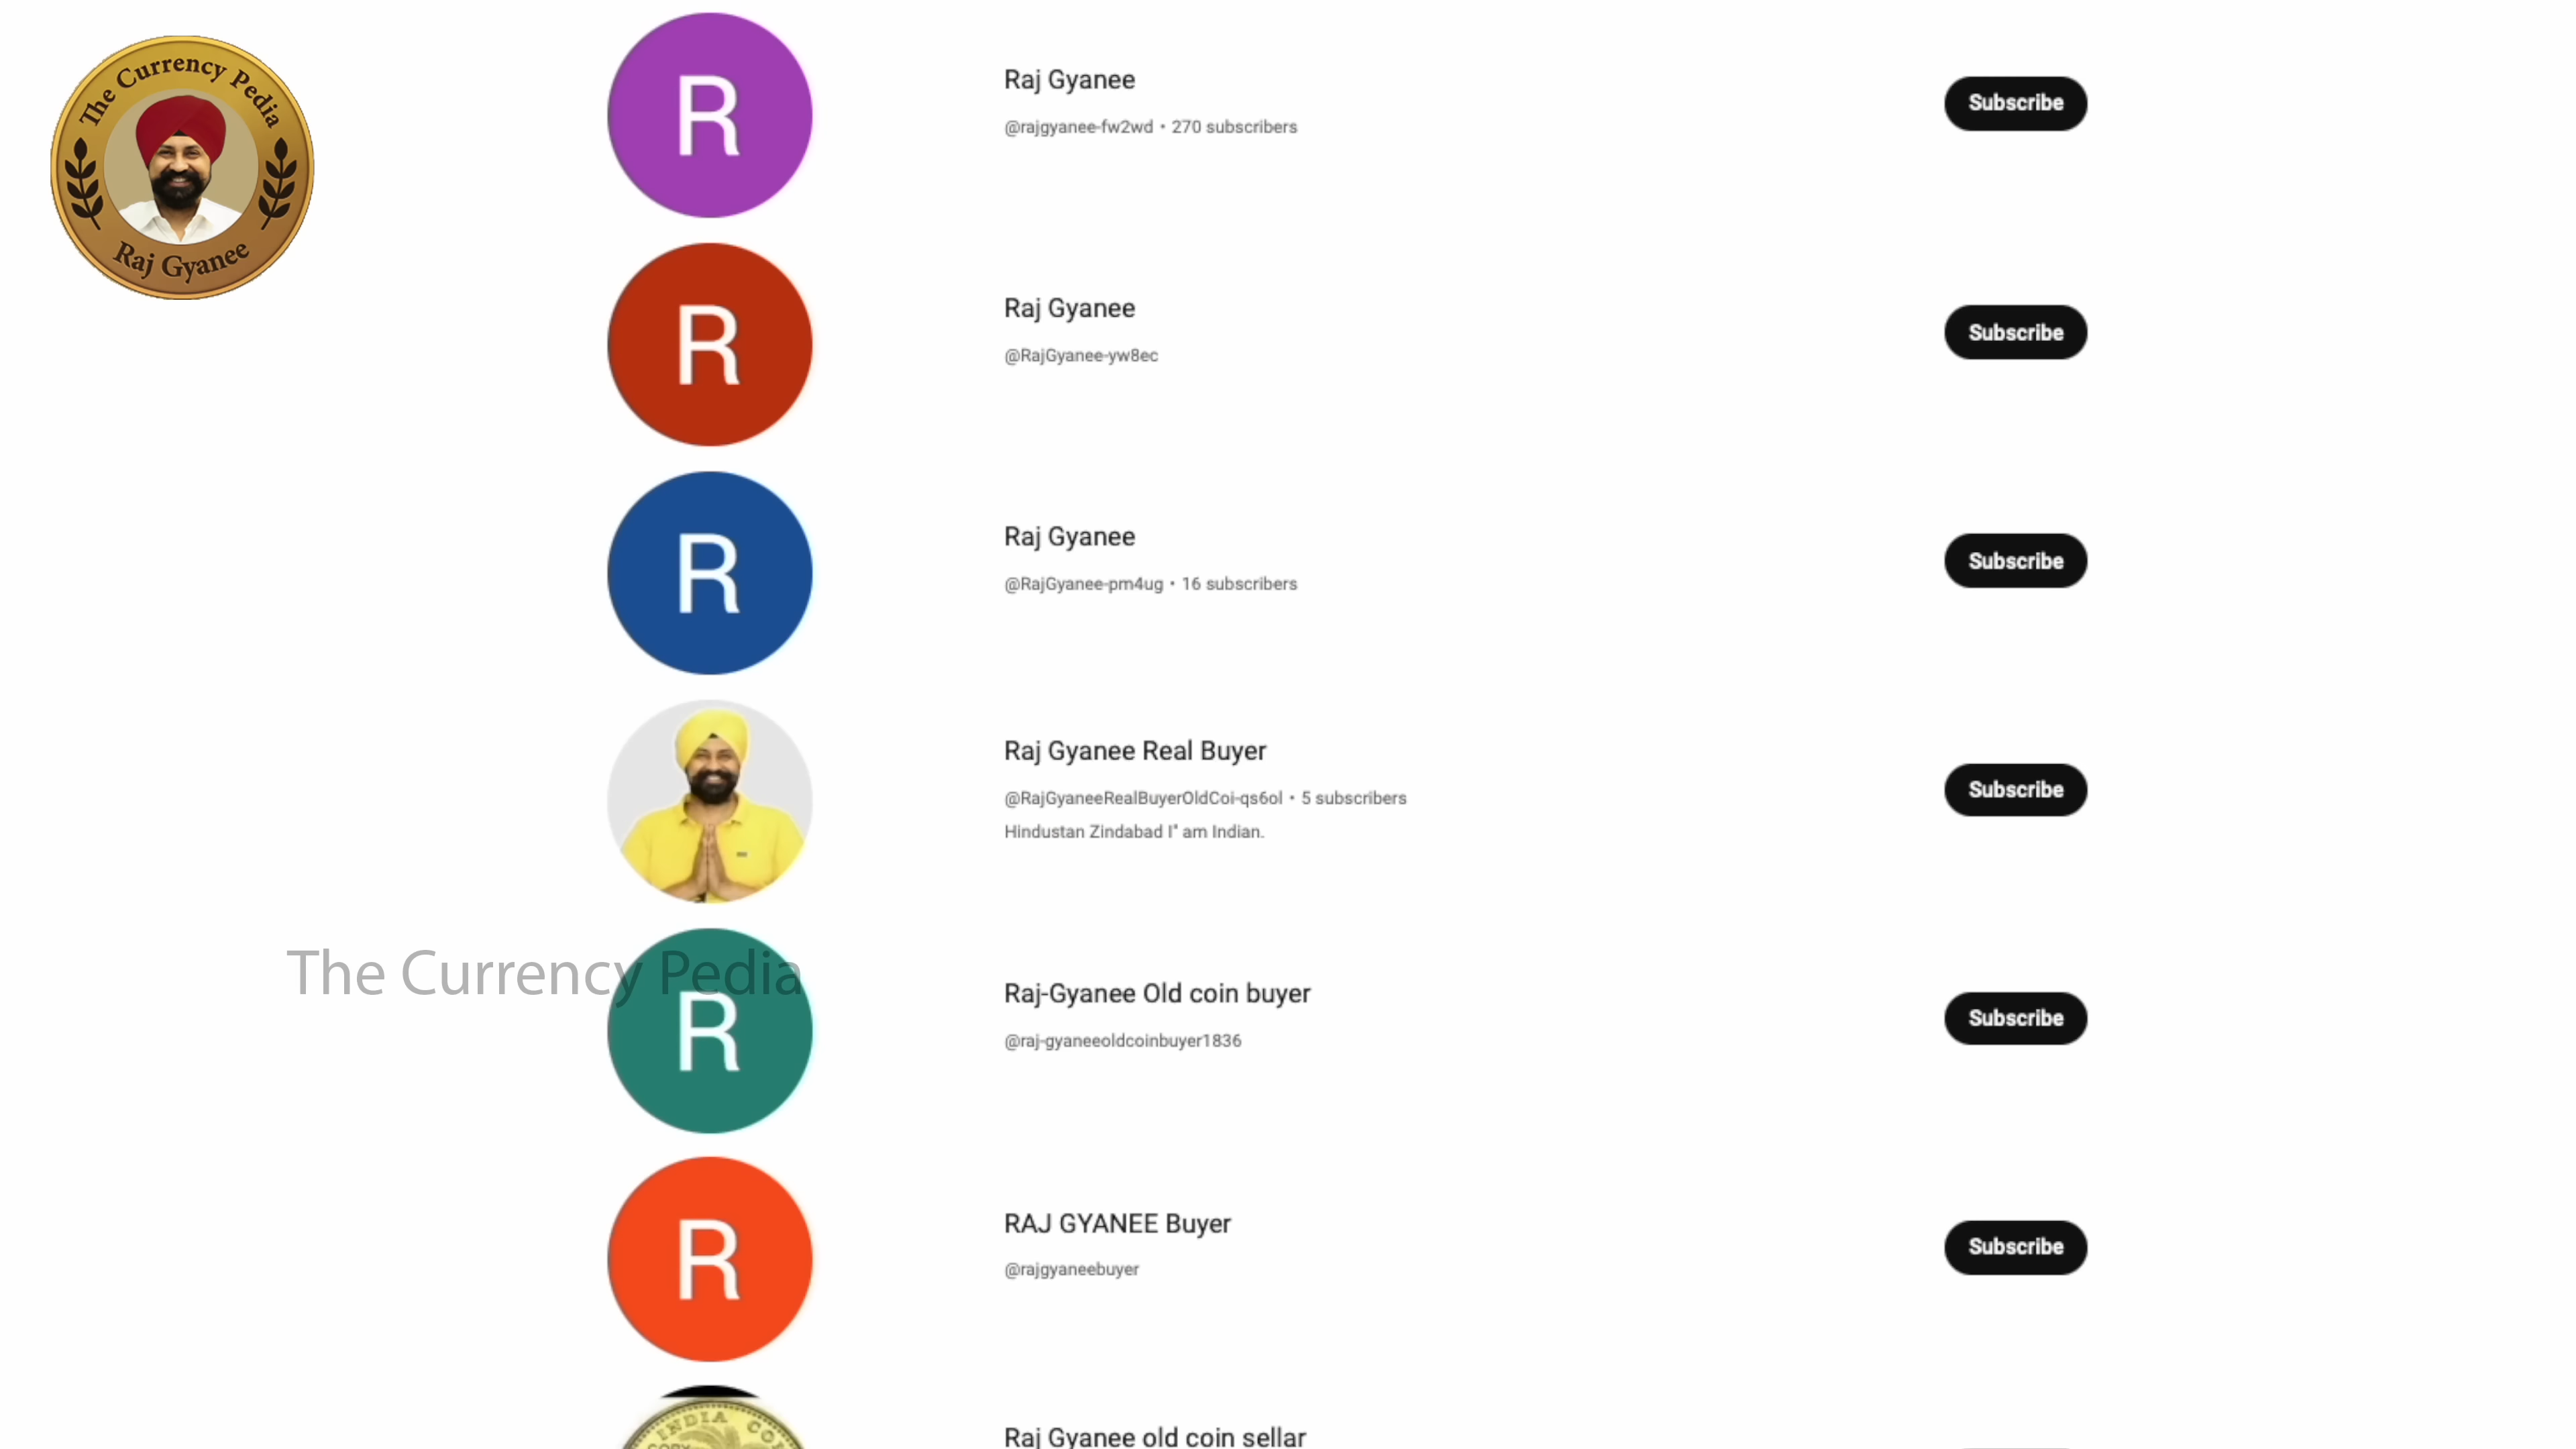 The Currency Pedia
Raj Gyanee
R
Raj Gyanee
@rajgyanee-fw2wd • 270 subscribers
Subscribe
R
Raj Gyanee
@RajGyanee-yw8ec
Subscribe
R
Raj Gyanee
@RajGyanee-pm4ug • 16 subscribers
Subscribe
Raj Gyanee Real Buyer
@RajGyaneeRealBuyerOldCoi-qs6ol • 5 subscribers
Hindustan Zindabad I" am Indian.
Subscribe
The Currency Pedia
R
Raj-Gyanee Old coin buyer
@raj-gyaneeoldcoinbuyer1836
Subscribe
R
RAJ GYANEE Buyer
@rajgyaneebuyer
Subscribe
INDIA COI
COPY
Raj Gyanee old coin sellar